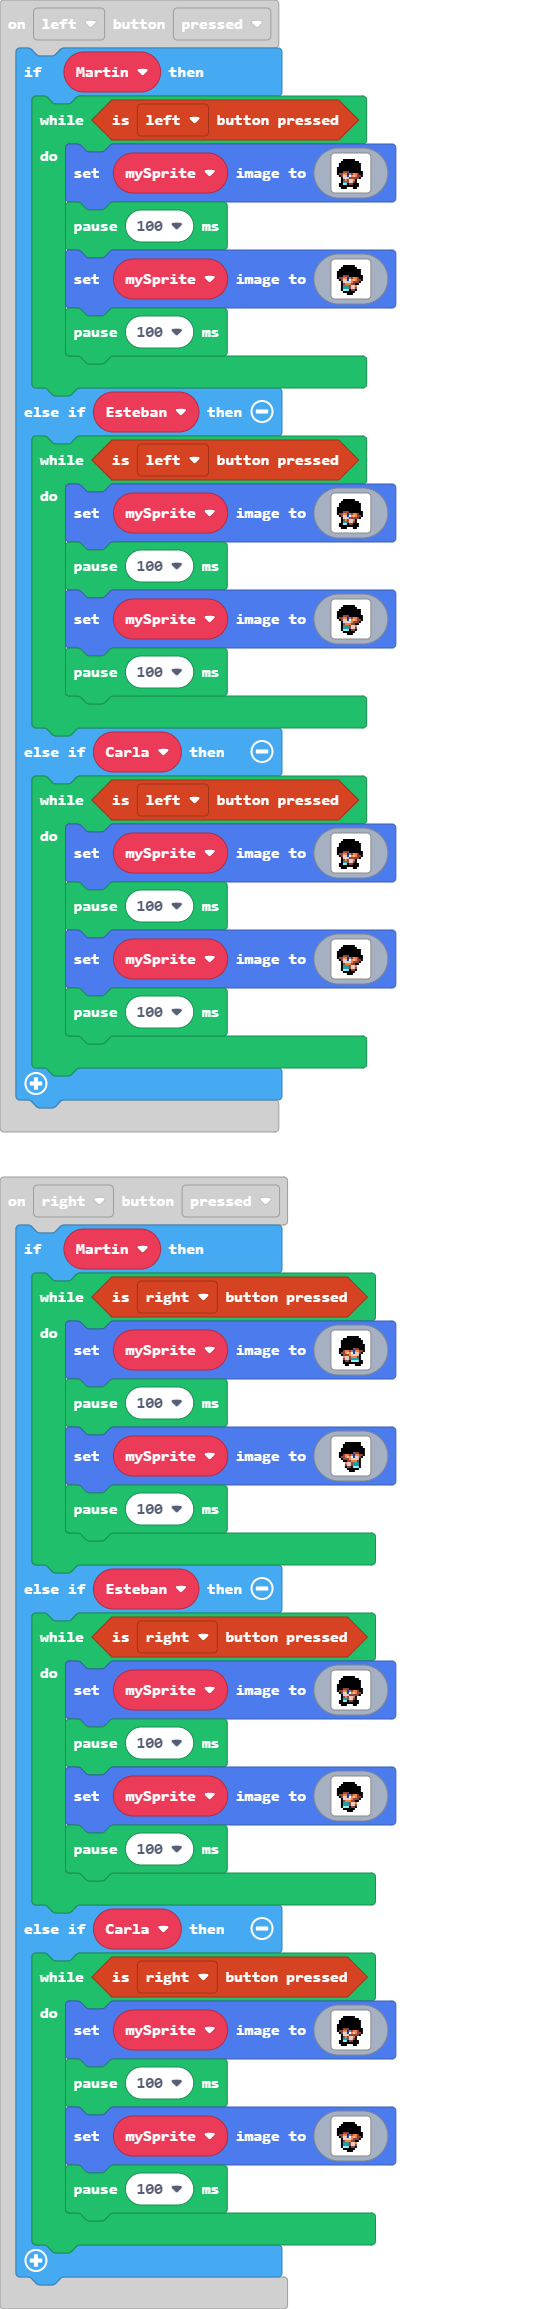 on left button pressed
if Martin then
while is left button pressed
do
set mySprite image to
pause 100 ms
set mySprite image to
pause 100 ms
else if Esteban then
while is left button pressed
do
set mySprite image to
pause 100 ms
set mySprite image to
pause 100 ms
else if Carla then
while is left button pressed
do
set mySprite image to
pause 100 ms
set mySprite image to
pause 100 ms
on right button pressed
if Martin then
while is right button pressed
do
set mySprite image to
pause 100 ms
set mySprite image to
pause 100 ms
else if Esteban then
while is right button pressed
do
set mySprite image to
pause 100 ms
set mySprite image to
pause 100 ms
else if Carla then
while is right button pressed
do
set mySprite image to
pause 100 ms
set mySprite image to
pause 100 ms